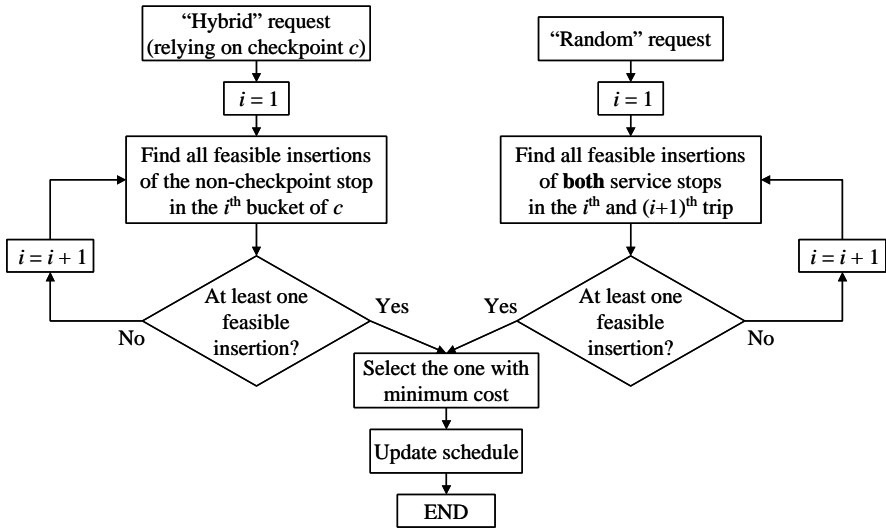 “Hybrid” request
(relying on checkpoint c)
i = 1
Find all feasible insertions
of the non-checkpoint stop
in the iᵗʰ bucket of c
i = i + 1
At least one
feasible
insertion?
No
Yes
“Random” request
i = 1
Find all feasible insertions
of both service stops
in the iᵗʰ and (i+1)ᵗʰ trip
i = i + 1
At least one
feasible
insertion?
Yes
No
Select the one with
minimum cost
Update schedule
END